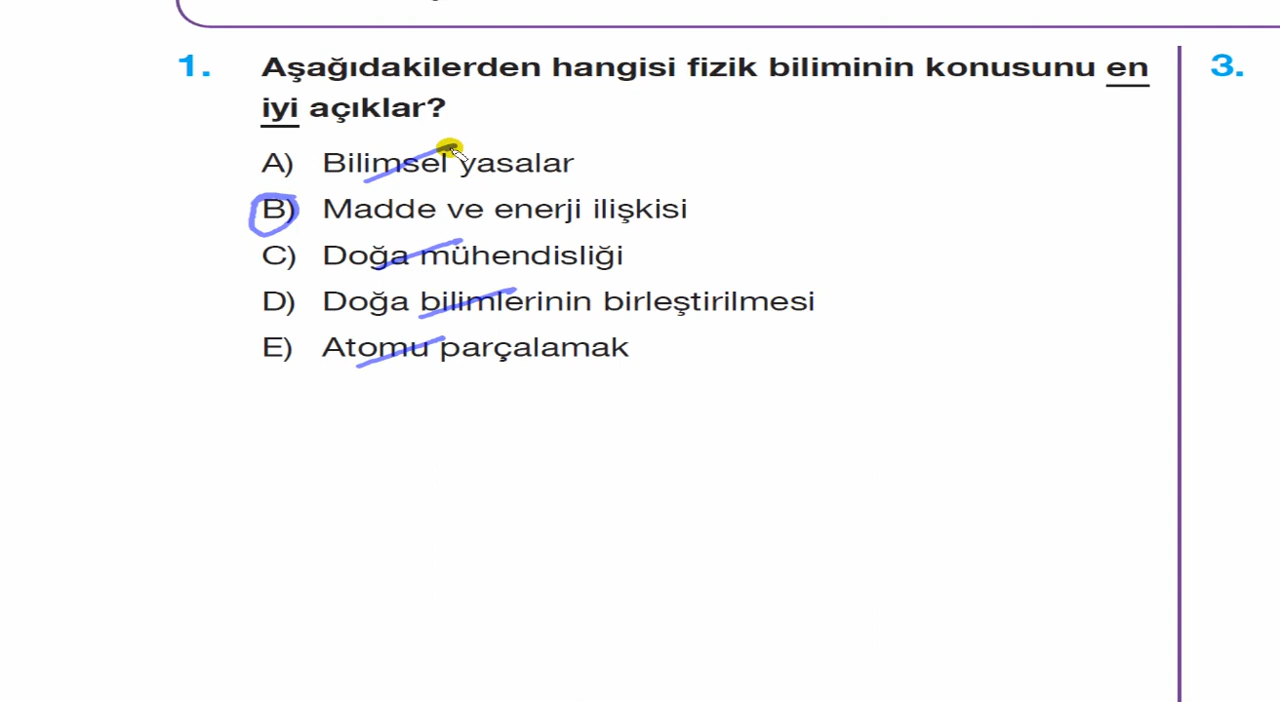 1. Aşağıdakilerden hangisi fizik biliminin konusunu en
iyi açıklar?
A) Bilimsel yasalar
B) Madde ve enerji ilişkisi
C) Doğa mühendisliği
D) Doğa bilimlerinin birleştirilmesi
E) Atomu parçalamak
3.